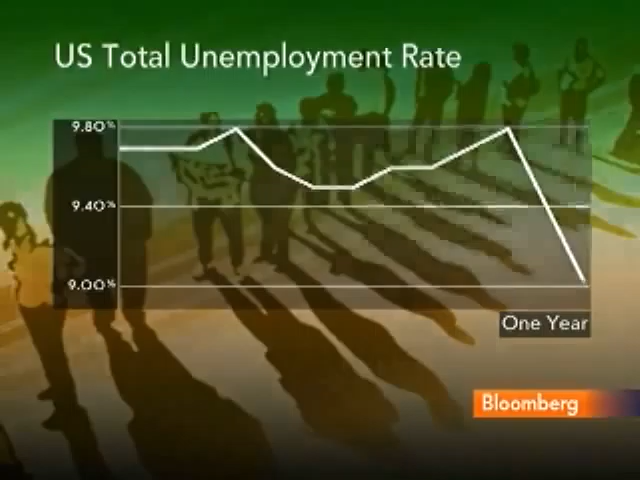 US Total Unemployment Rate
9.80%
9.40%
9.00%
One Year
Bloomberg